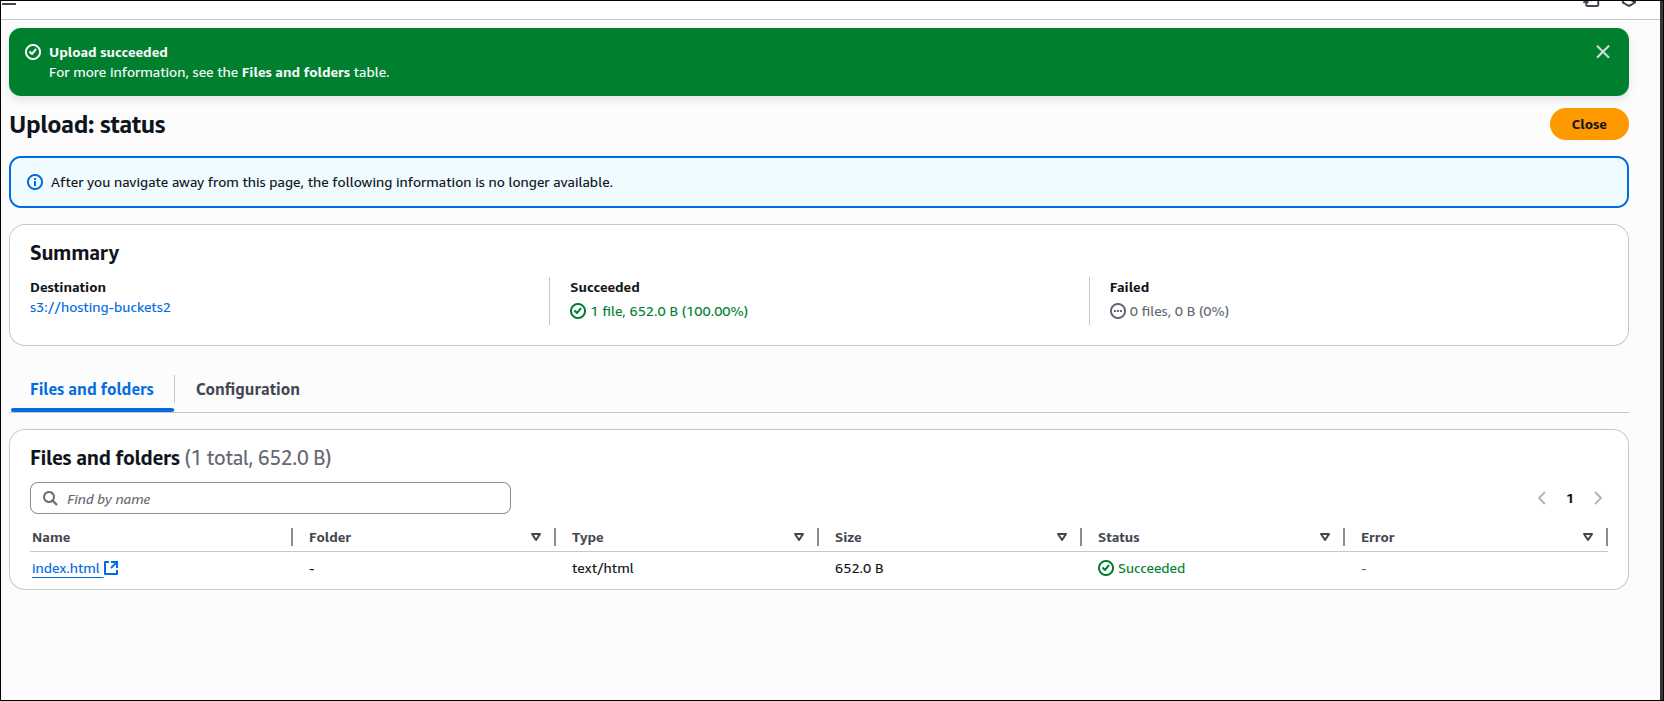 Upload succeeded
For more information, see the Files and folders table.
Upload: status
Close
After you navigate away from this page, the following information is no longer available.
Summary
Destination
s3://hosting-buckets2
Succeeded
1 file, 652.0 B (100.00%)
Failed
0 files, 0 B (0%)
Files and folders
Configuration
Files and folders (1 total, 652.0 B)
Find by name
1
Name Folder Type Size Status Error
index.html - text/html 652.0 B Succeeded -